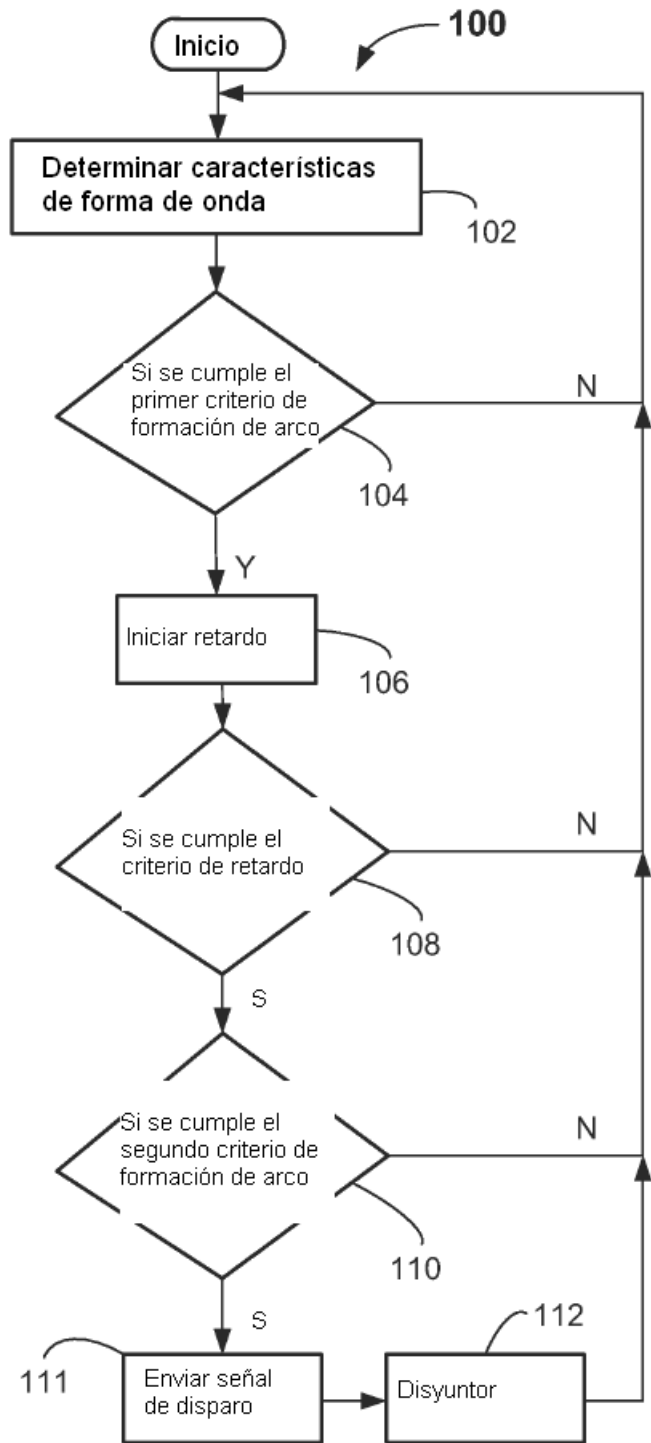 Inicio
100
Determinar característícas
de forma de onda
102
Si se cumple el
primer criterio de
formación de arco
N
104
Y
Iniciar retardo
106
Si se cumple el
criterio de retardo
N
108
S
Si se cumple el
segundo criterio de
formación de arco
N
110
S
112
111
Enviar señal
de disparo
Disyuntor